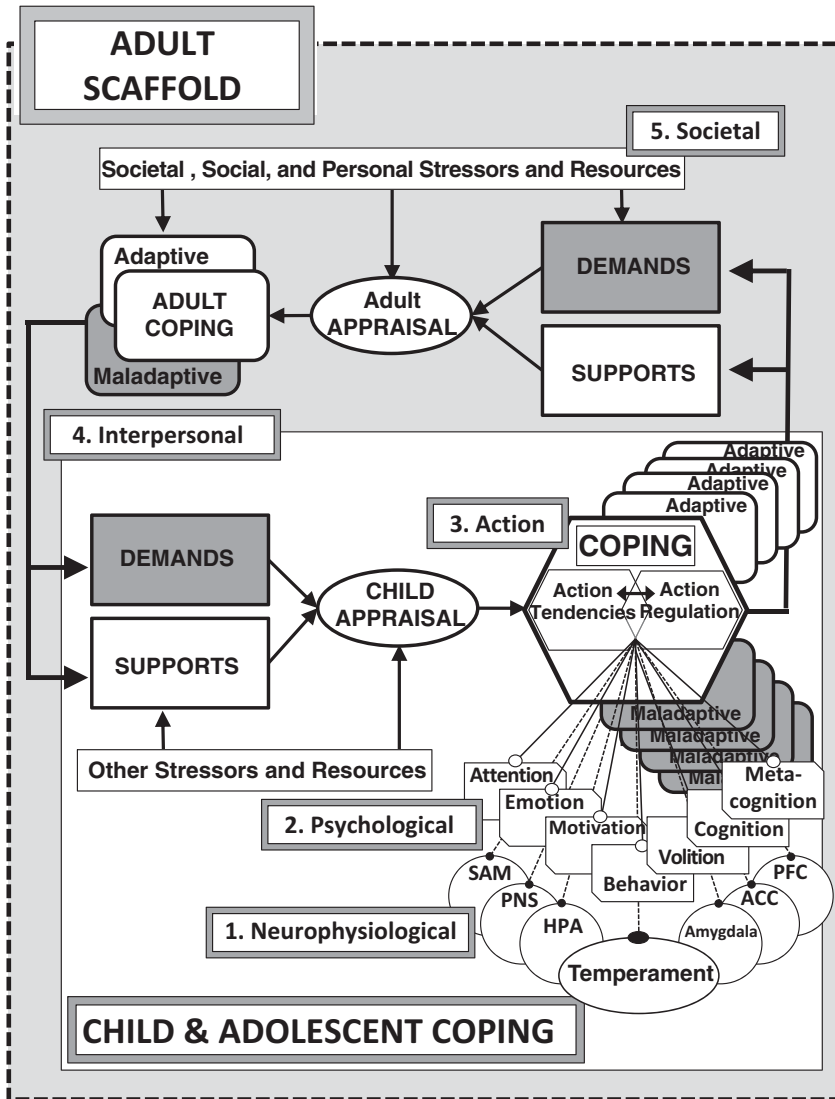 ADULT
SCAFFOLD
5. Societal
Societal , Social, and Personal Stressors and Resources
Adaptive
ADULT
COPING
Maladaptive
Adult
APPRAISAL
DEMANDS
SUPPORTS
4. Interpersonal
Adaptive
Adaptive
Adaptive
Adaptive
3. Action
COPING
Action
Tendencies
Action
Regulation
DEMANDS
CHILD
APPRAISAL
SUPPORTS
Maladaptive
Maladaptive
Maladaptive
Other Stressors and Resources
Attention
Emotion
Motivation
Behavior
Volition
Cognition
Meta-
cognition
2. Psychological
SAM
PNS
HPA
Temperament
Amygdala
ACC
PFC
1. Neurophysiological
CHILD & ADOLESCENT COPING